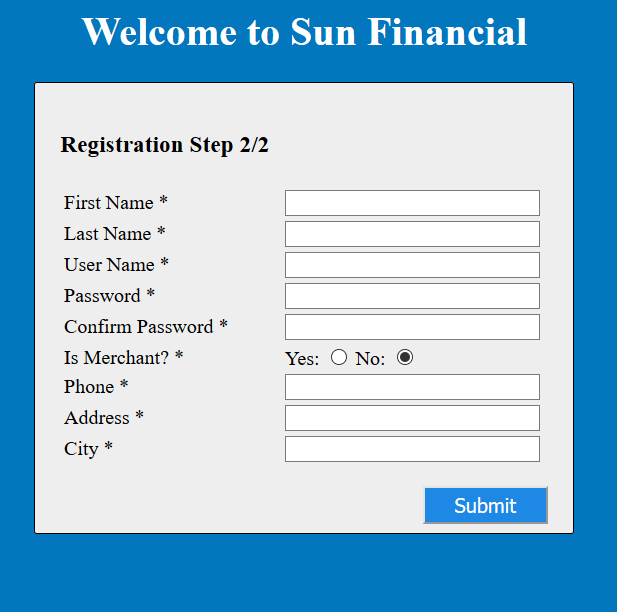 Welcome to Sun Financial
Registration Step 2/2
First Name *
Last Name *
User Name *
Password *
Confirm Password *
Is Merchant? * Yes: No:
Phone *
Address *
City *
Submit